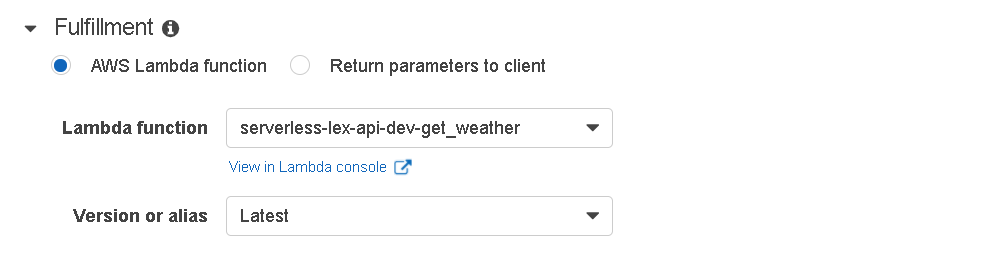 Fulfillment
AWS Lambda function Return parameters to client
Lambda function serverless-lex-api-dev-get_weather
View in Lambda console
Version or alias Latest